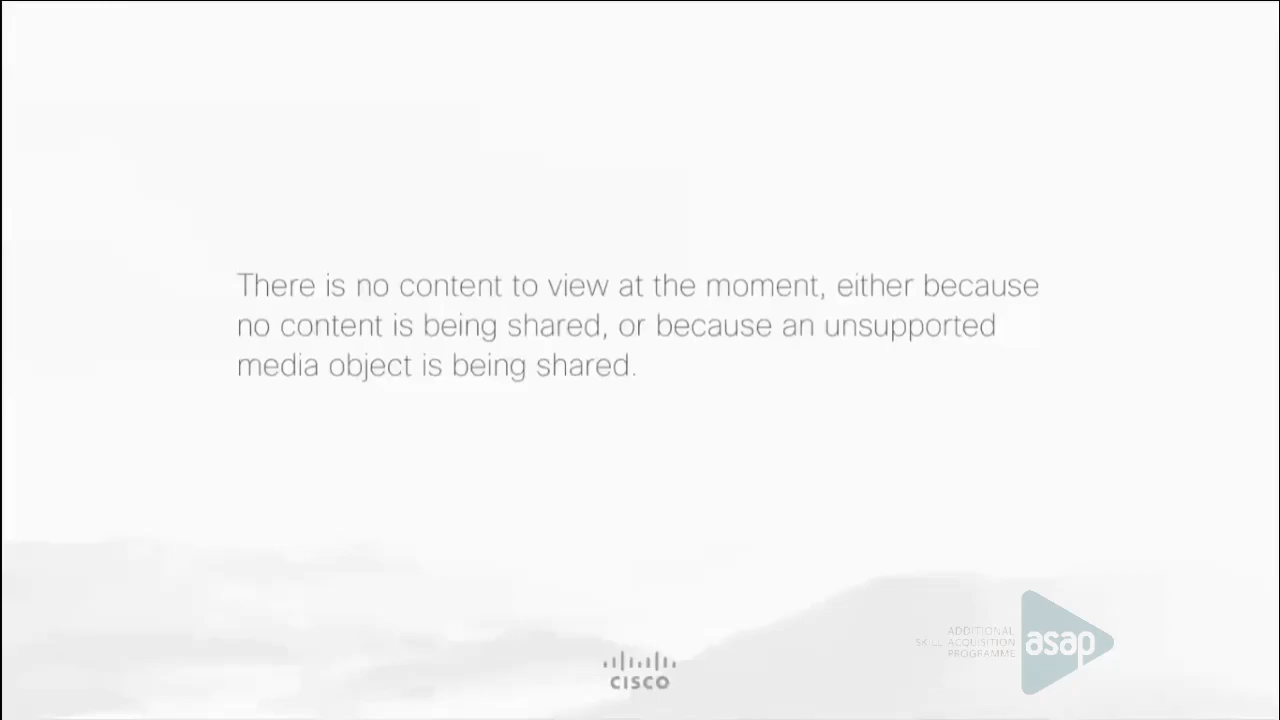 There is no content to view at the moment, either because
no content is being shared, or because an unsupported
media object is being shared.
ADDITIONAL
SKILL ACQUISITION
PROGRAMME
asap
CISCO